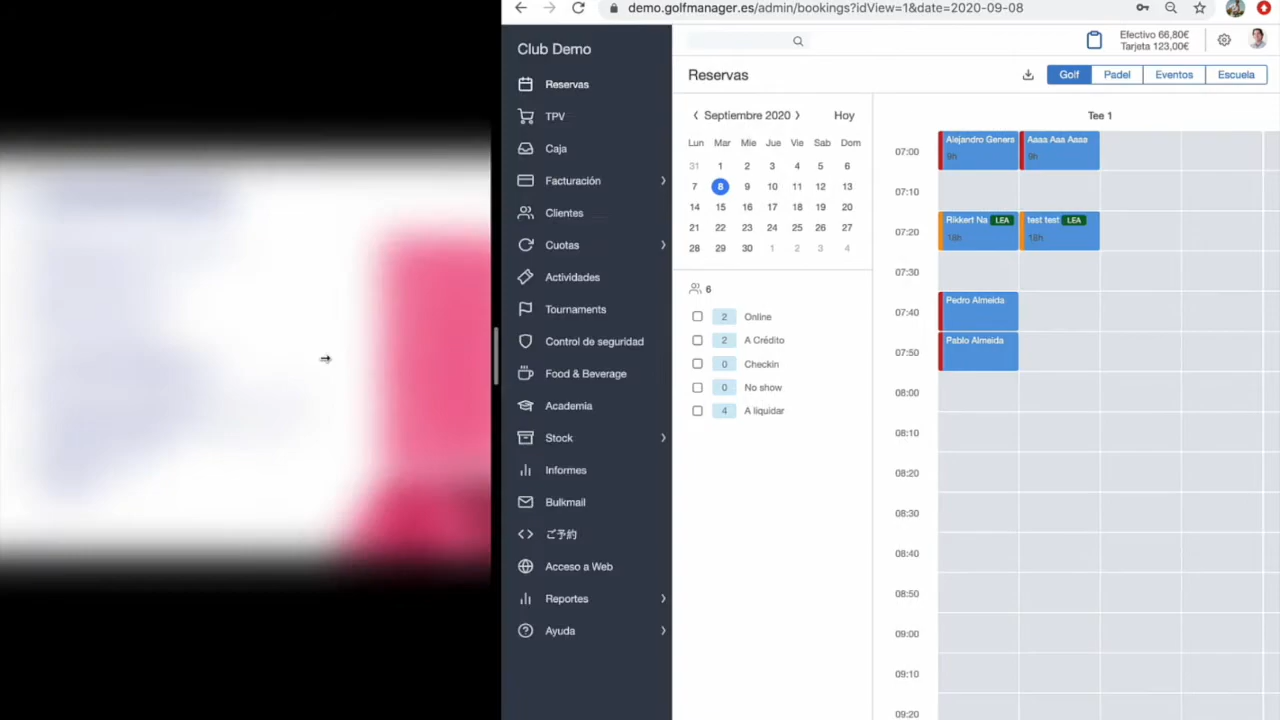 demo.golfmanager.es/admin/bookings?idView=1&date=2020-09-08
Club Demo
Reservas
TPV
Caja
Facturación
Clientes
Cuotas
Actividades
Tournaments
Control de seguridad
Food & Beverage
Academia
Stock
Informes
Bulkmail
ご予約
Acceso a Web
Reportes
Ayuda
Efectivo 66,80€
Tarjeta 123,00€
Reservas
Golf Padel Eventos Escuela
Septiembre 2020 Hoy
Lun Mar Mie Jue Vie Sab Dom
31 1 2 3 4 5 6
7 8 9 10 11 12 13
14 15 16 17 18 19 20
21 22 23 24 25 26 27
28 29 30 1 2 3 4
6
2 Online
2 A Crédito
0 Checkin
0 No show
4 A liquidar
Tee 1
07:00 Alejandro Geners Aaaa Aaa Aaaa
9h 9h
07:10
07:20 Rikkert Na LEA test test LEA
18h 18h
07:30
07:40 Pedro Almeida
07:50 Pablo Almeida
08:00
08:10
08:20
08:30
08:40
08:50
09:00
09:10
09:20